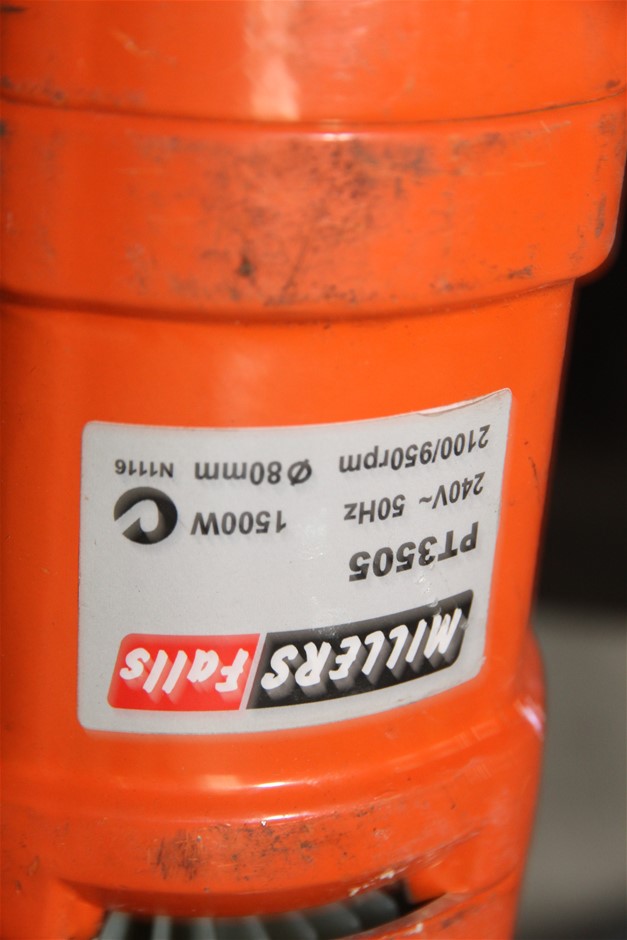 MILLERS Falls
PT3505
240V~ 50Hz 1500W
2100/950rpm Ø80mm N1116